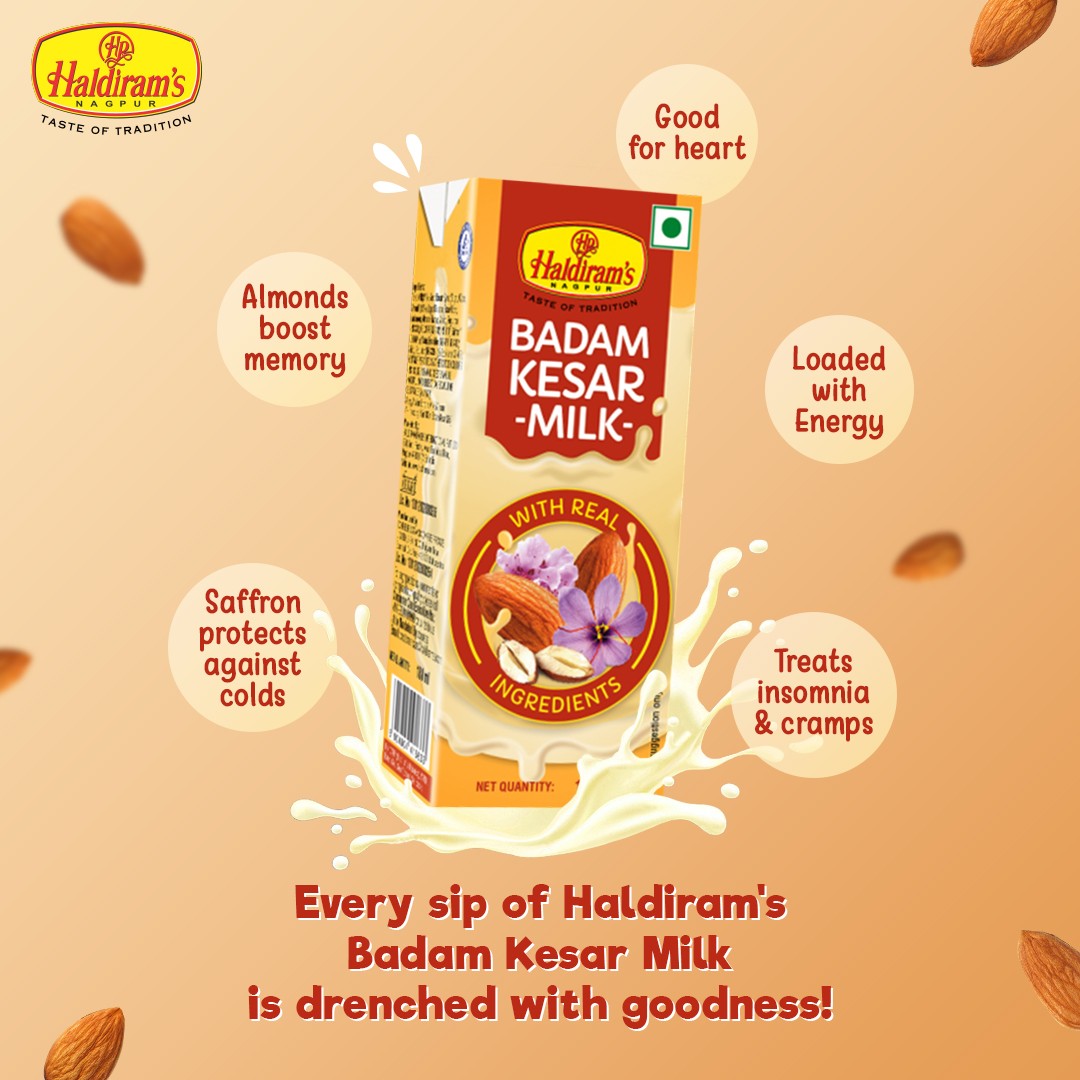 Haldiram's
NAGPUR
TASTE OF TRADITION
Good
for heart
Almonds
boost
memory
Loaded
with
Energy
Saffron
protects
against
colds
Treats
insomnia
& cramps
Haldiram's
NAGPUR
TASTE OF TRADITION
BADAM
KESAR
-MILK-
WITH REAL
INGREDIENTS
NET QUANTITY:
Every sip of Haldiram's
Badam Kesar Milk
is drenched with goodness!